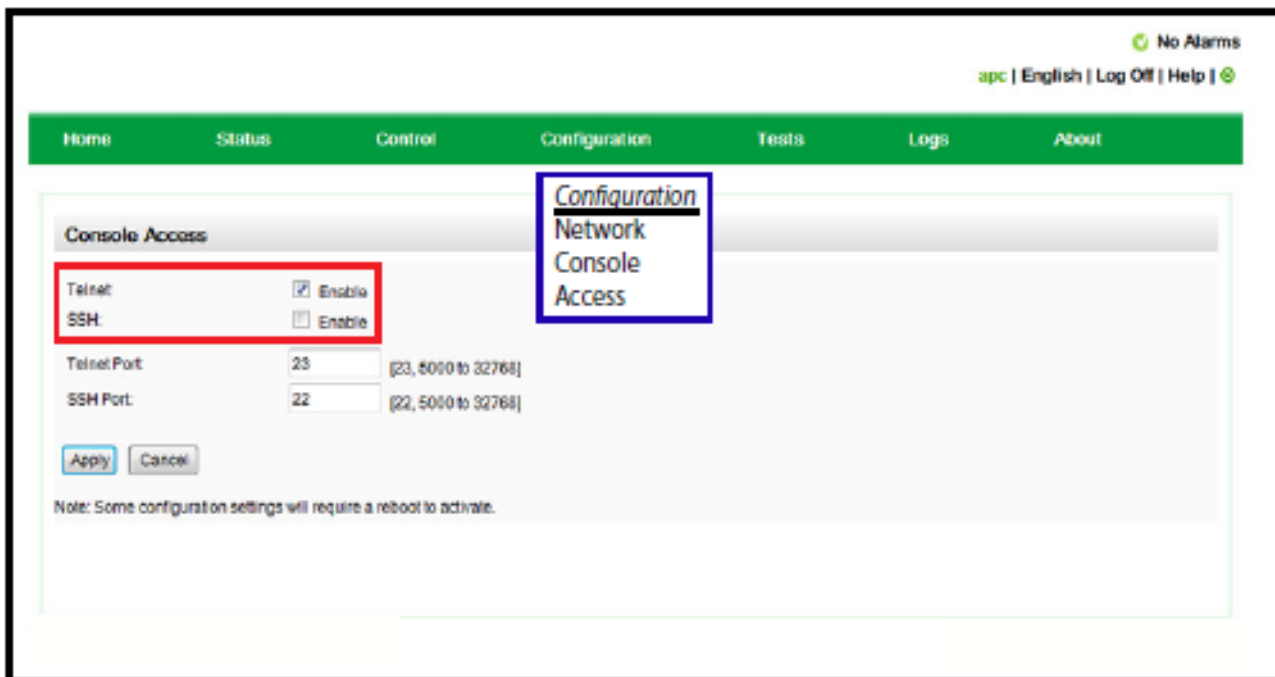 No Alarms
apc | English | Log Off | Help |
Home Status Control Configuration Tests Logs About
Configuration
Network
Console
Access
Console Access
Telnet: Enable
SSH: Enable
Telnet Port: 23 [23, 5000 to 32768]
SSH Port: 22 [22, 5000 to 32768]
Apply Cancel
Note: Some configuration settings will require a reboot to activate.